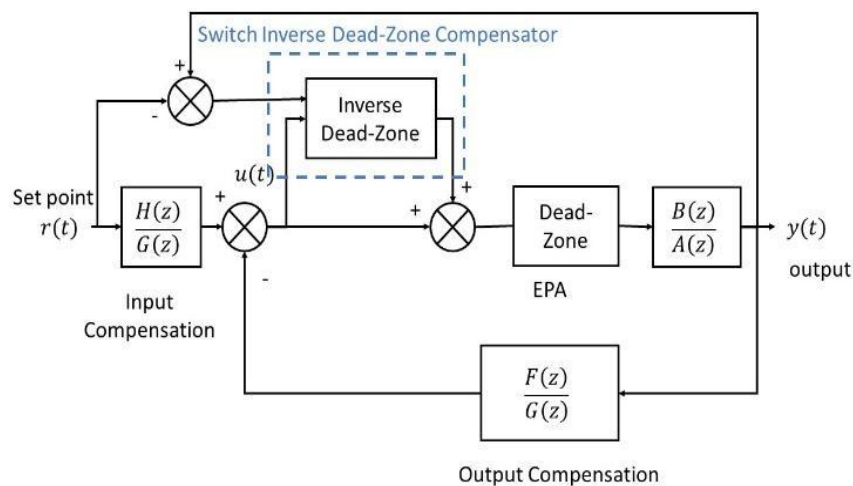 Switch Inverse Dead-Zone Compensator
+
-
Inverse
Dead-Zone
u(t)
Set point
r(t)
H(z)
G(z)
+
-
+
+
Dead-
Zone
B(z)
A(z)
y(t)
output
Input
Compensation
EPA
F(z)
G(z)
Output Compensation